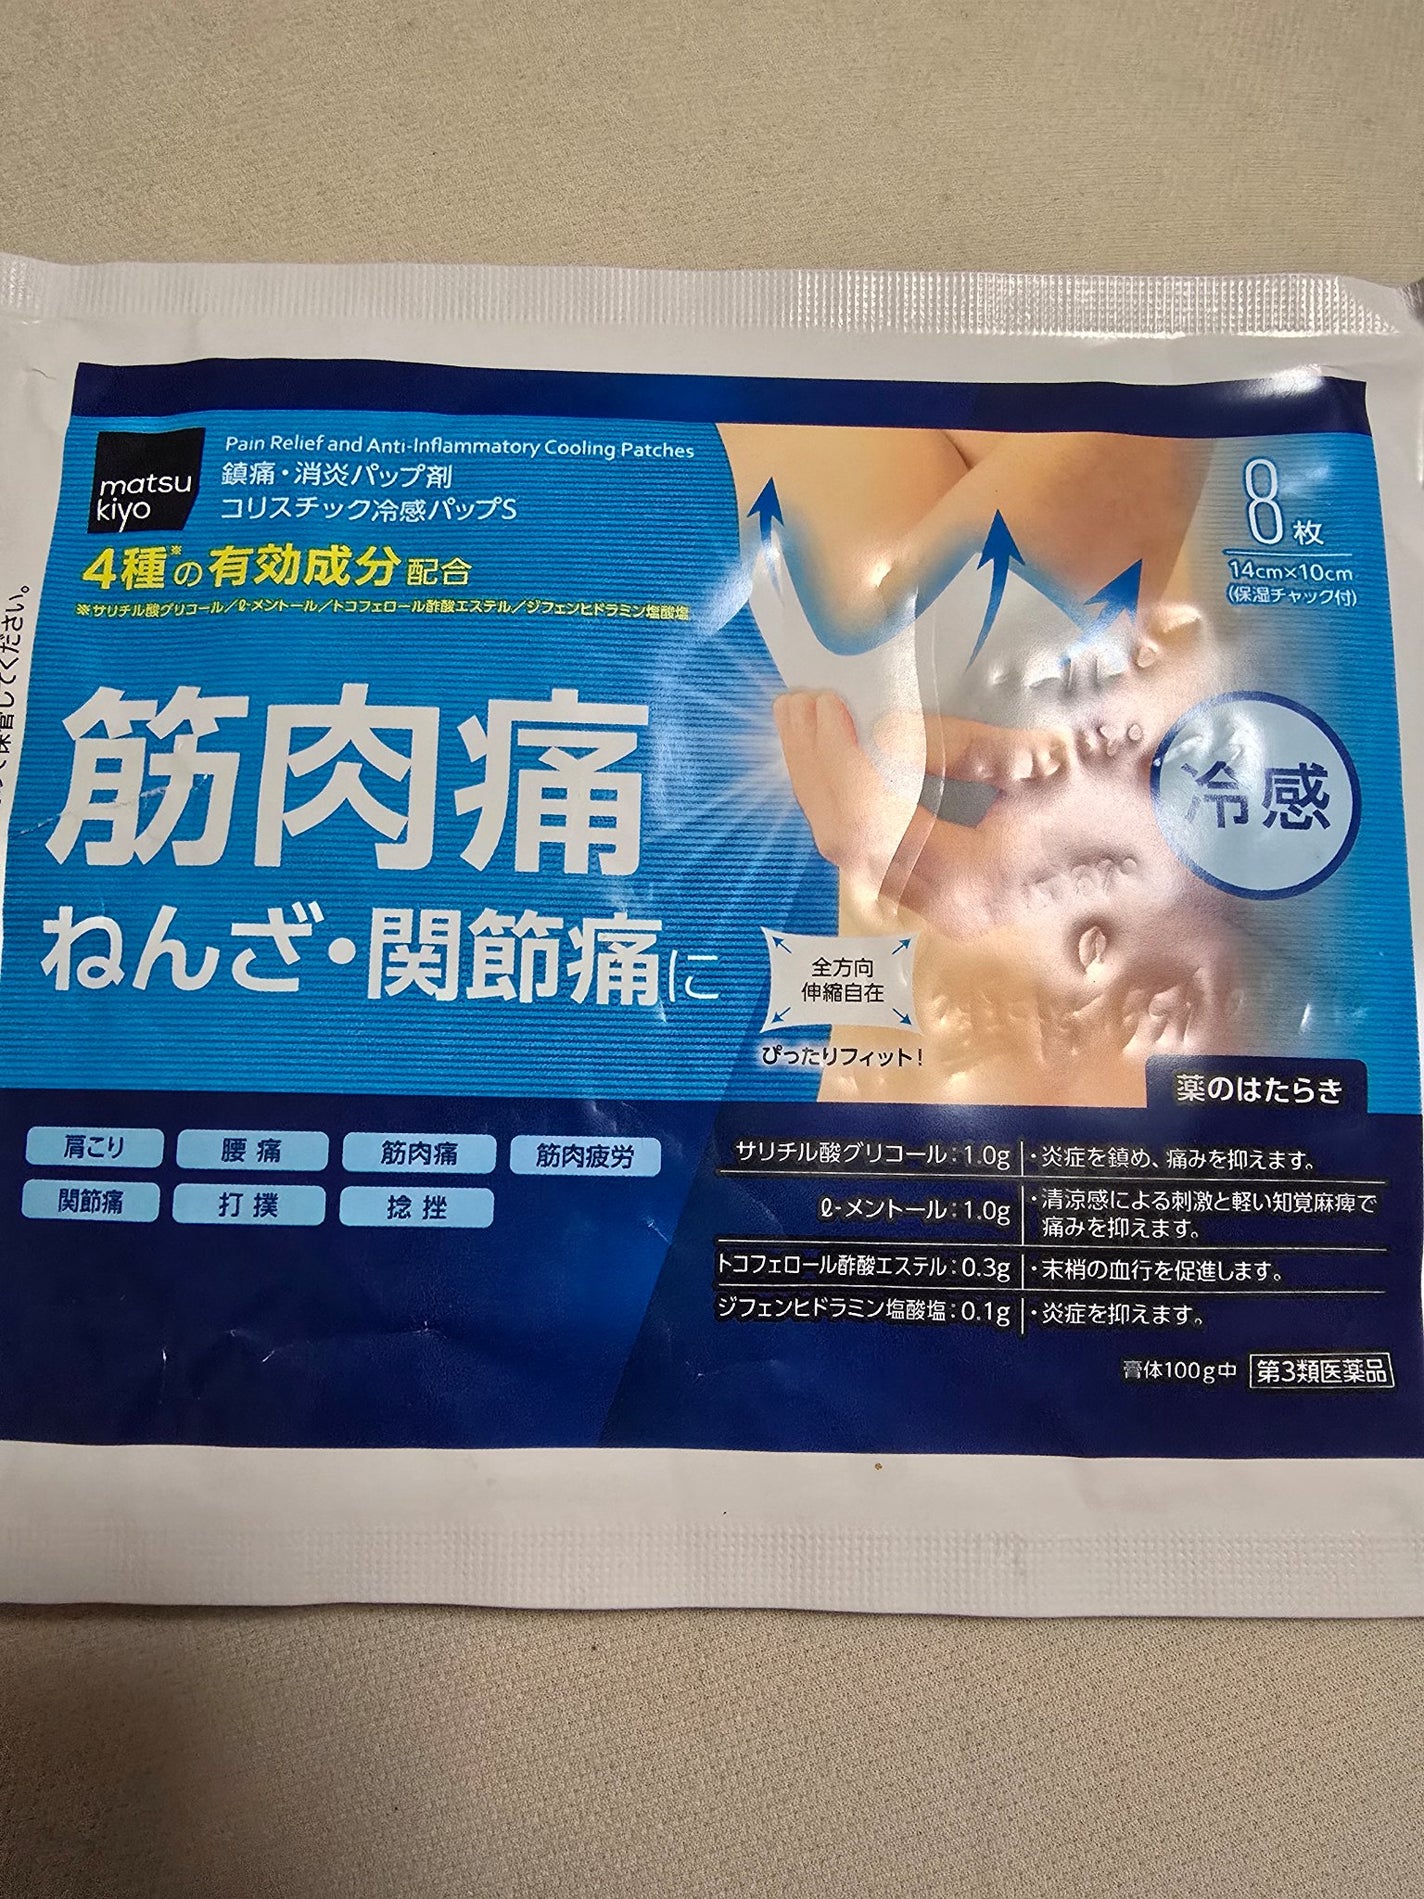 matsu
kiyo
Pain Relief and Anti-Inflammatory Cooling Patches
鎮痛・消炎パップ剤
コリスチック冷感パップS
4種※の有効成分配合
※サリチル酸グリコール/ℓ-メントール/トコフェロール酢酸エステル/ジフェンヒドラミン塩酸塩
8枚
14cm×10cm
(保湿チャック付)
筋肉痛
ねんざ・関節痛に
冷感
全方向
伸縮自在
ぴったりフィット!
肩こり
腰痛
筋肉痛
筋肉疲労
関節痛
打撲
捻挫
薬のはたらき
サリチル酸グリコール:1.0g ・炎症を鎮め、痛みを抑えます。
ℓ-メントール:1.0g ・清涼感による刺激と軽い知覚麻痺で
痛みを抑えます。
トコフェロール酢酸エステル:0.3g ・末梢の血行を促進します。
ジフェンヒドラミン塩酸塩:0.1g ・炎症を抑えます。
膏体100g中 第3類医薬品
保管してください。